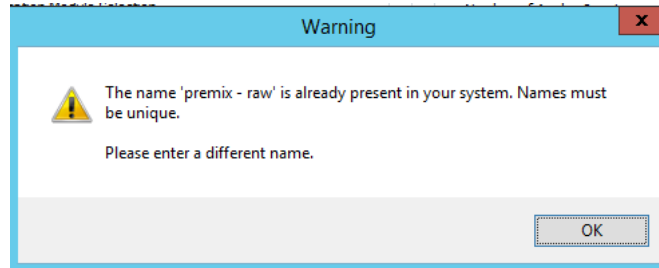 Warning
x
The name 'premix - raw' is already present in your system. Names must
be unique.
Please enter a different name.
OK